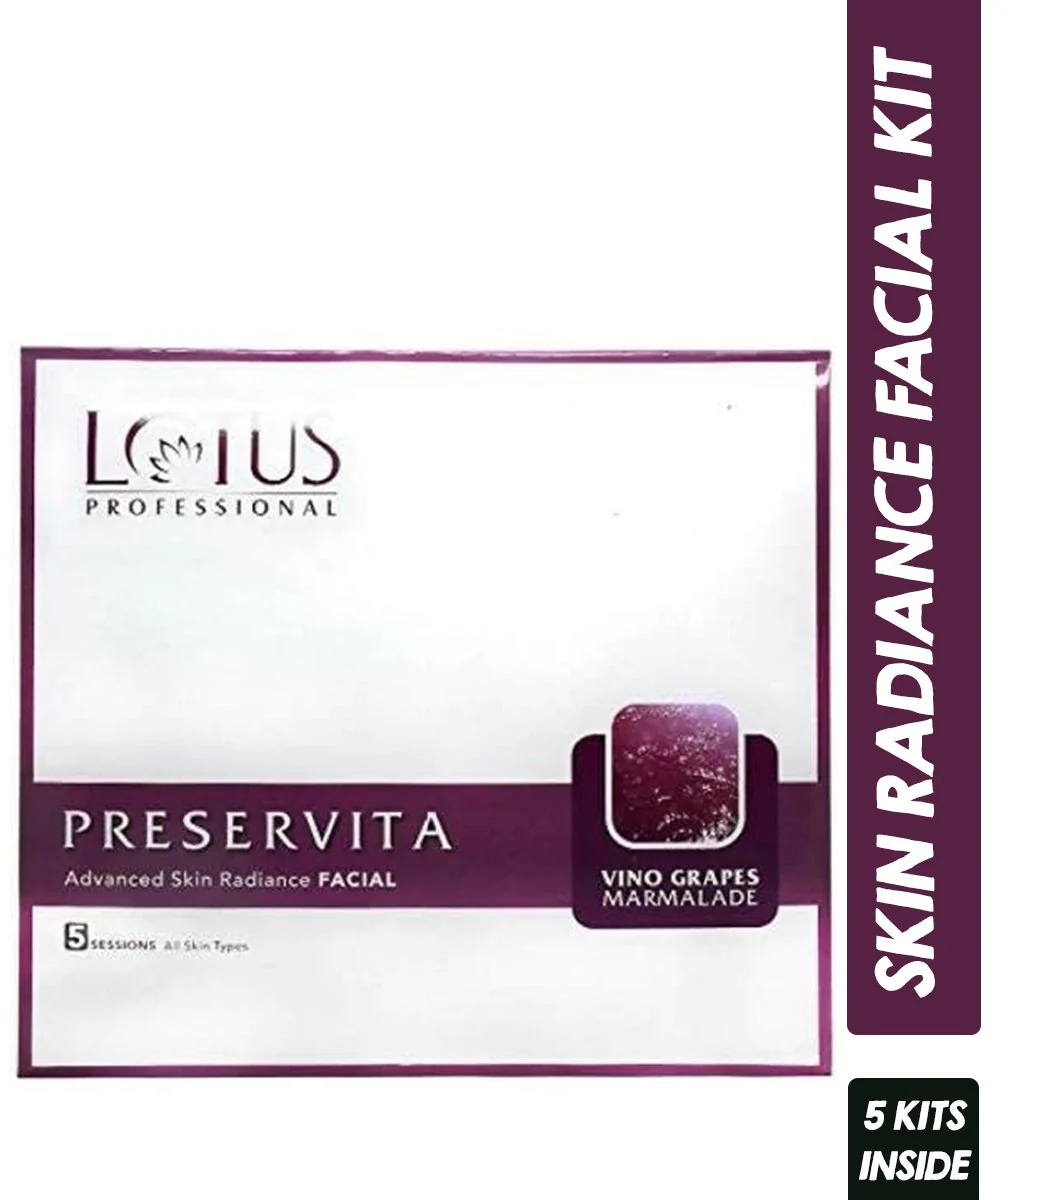 LOTUS
PROFESSIONAL
PRESERVITA
Advanced Skin Radiance FACIAL
5 SESSIONS All Skin Types
VINO GRAPES
MARMALADE
SKIN RADIANCE FACIAL KIT
5 KITS
INSIDE